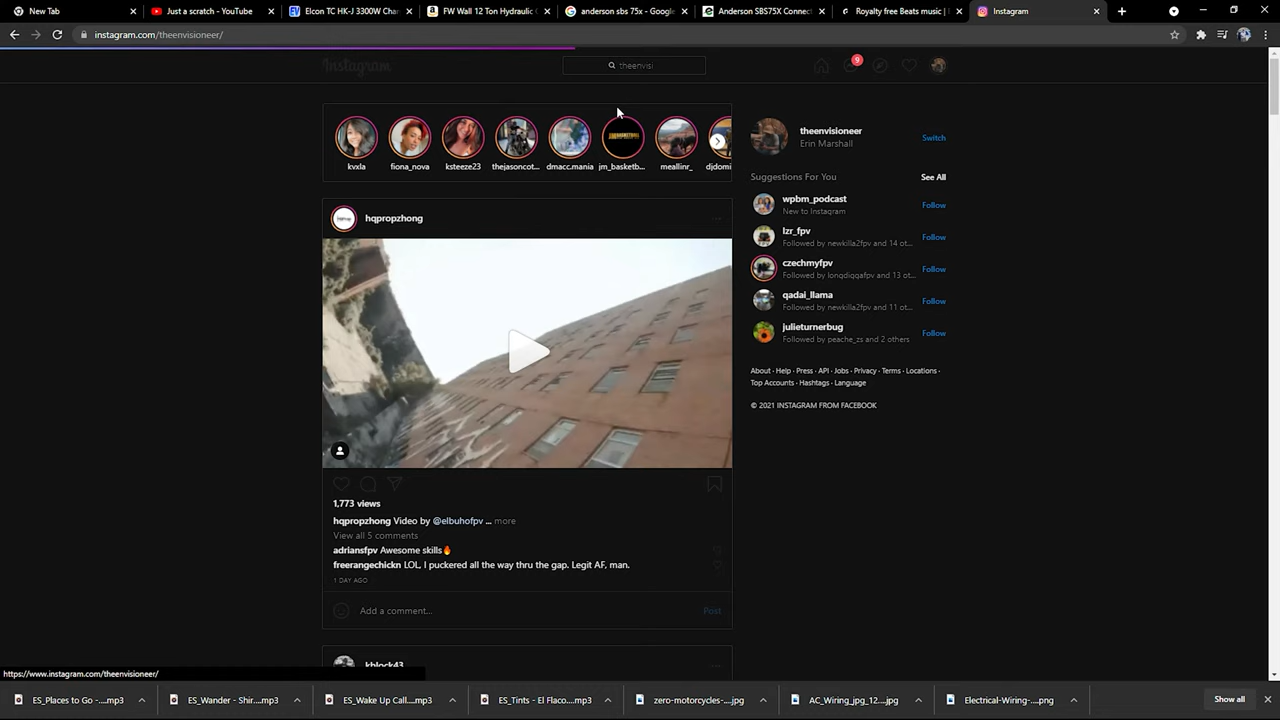 New Tab
Just a scratch - YouTube
Elcon TC HK-J 3300W Char
FW Wall 12 Ton Hydraulic C
anderson sbs 75x - Google
Anderson SBS75X Connect
Royalty free Beats music |
Instagram
instagram.com/theenvisioneer/
Instagram
theenvisi
9
kvxla
fiona_nova
ksteeze23
thejasoncot...
dmacc.mania
jm_basketb...
meallinr_
djdomi
theenvisioneer
Erin Marshall
Switch
Suggestions For You
See All
wpbm_podcast
New to Instagram
Follow
lzr_fpv
Followed by newkilla2fpv and 14 ot...
Follow
czechmyfpv
Followed by longdiggafpv and 13 ot...
Follow
qadai_llama
Followed by newkilla2fpv and 11 ot...
Follow
julieturnerbug
Followed by peache_zs and 2 others
Follow
About · Help · Press · API · Jobs · Privacy · Terms · Locations ·
Top Accounts · Hashtags · Language
© 2021 INSTAGRAM FROM FACEBOOK
hqpropzhong
1,773 views
hqpropzhong Video by @elbuhofpv ... more
View all 5 comments
adriansfpv Awesome skills🔥
freerangechickn LOL, I puckered all the way thru the gap. Legit AF, man.
1 DAY AGO
Add a comment...
Post
kblock43
https://www.instagram.com/theenvisioneer/
ES_Places to Go -....mp3
ES_Wander - Shir....mp3
ES_Wake Up Call....mp3
ES_Tints - El Flaco....mp3
zero-motorcycles-...jpg
AC_Wiring_jpg_12...jpg
Electrical-Wiring-....png
Show all